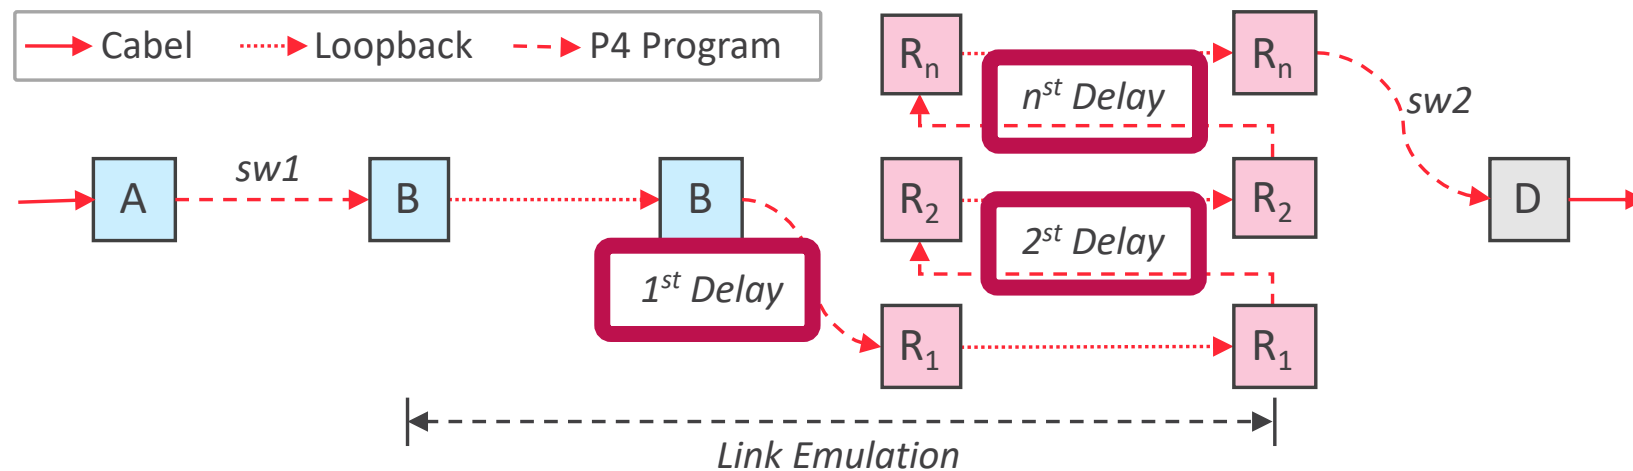 Cabel Loopback P4 Program
Rn Rn
nst Delay
sw2
sw1
A B B R2 R2 D
2st Delay
1st Delay
R1 R1
Link Emulation